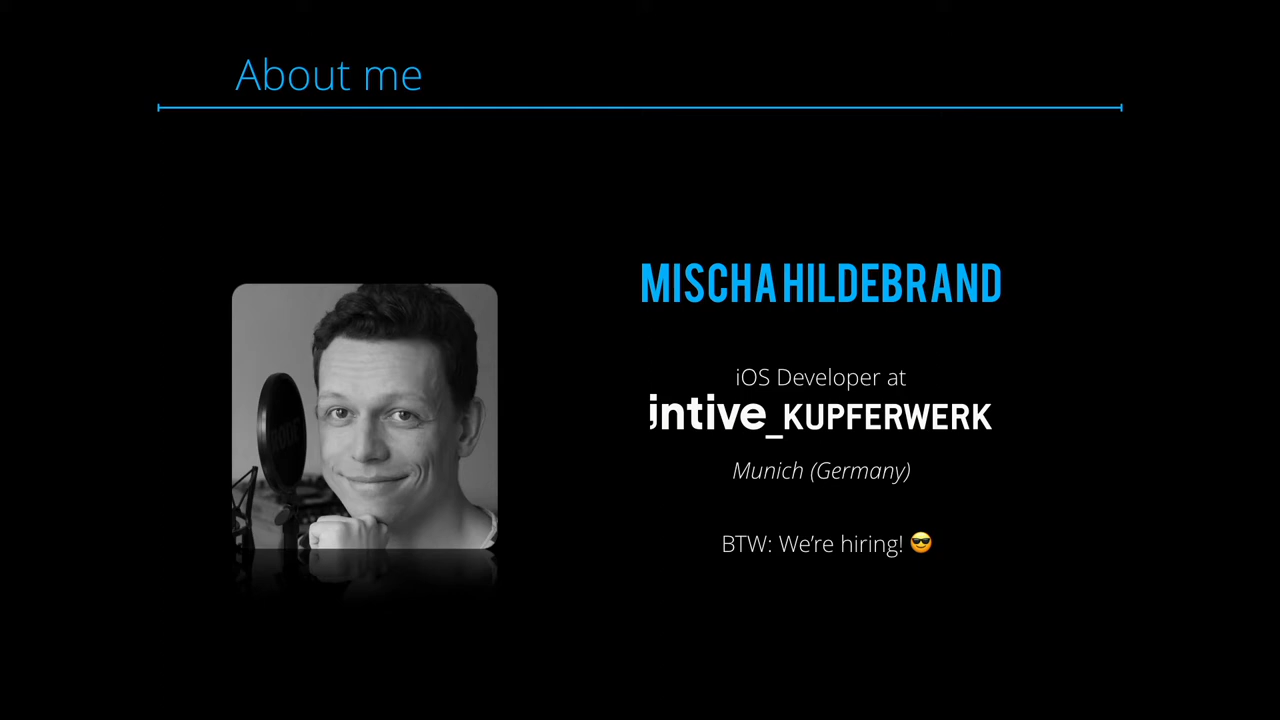 About me
MISCHA HILDEBRAND
iOS Developer at
intive_KUPFERWERK
Munich (Germany)
BTW: We're hiring! 😎